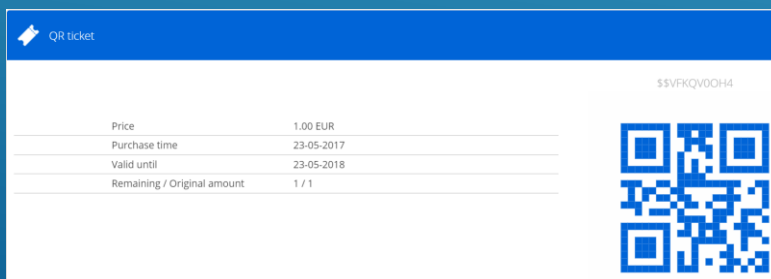 QR ticket
$$VFKQV0OH4
Price 1.00 EUR
Purchase time 23-05-2017
Valid until 23-05-2018
Remaining / Original amount 1 / 1